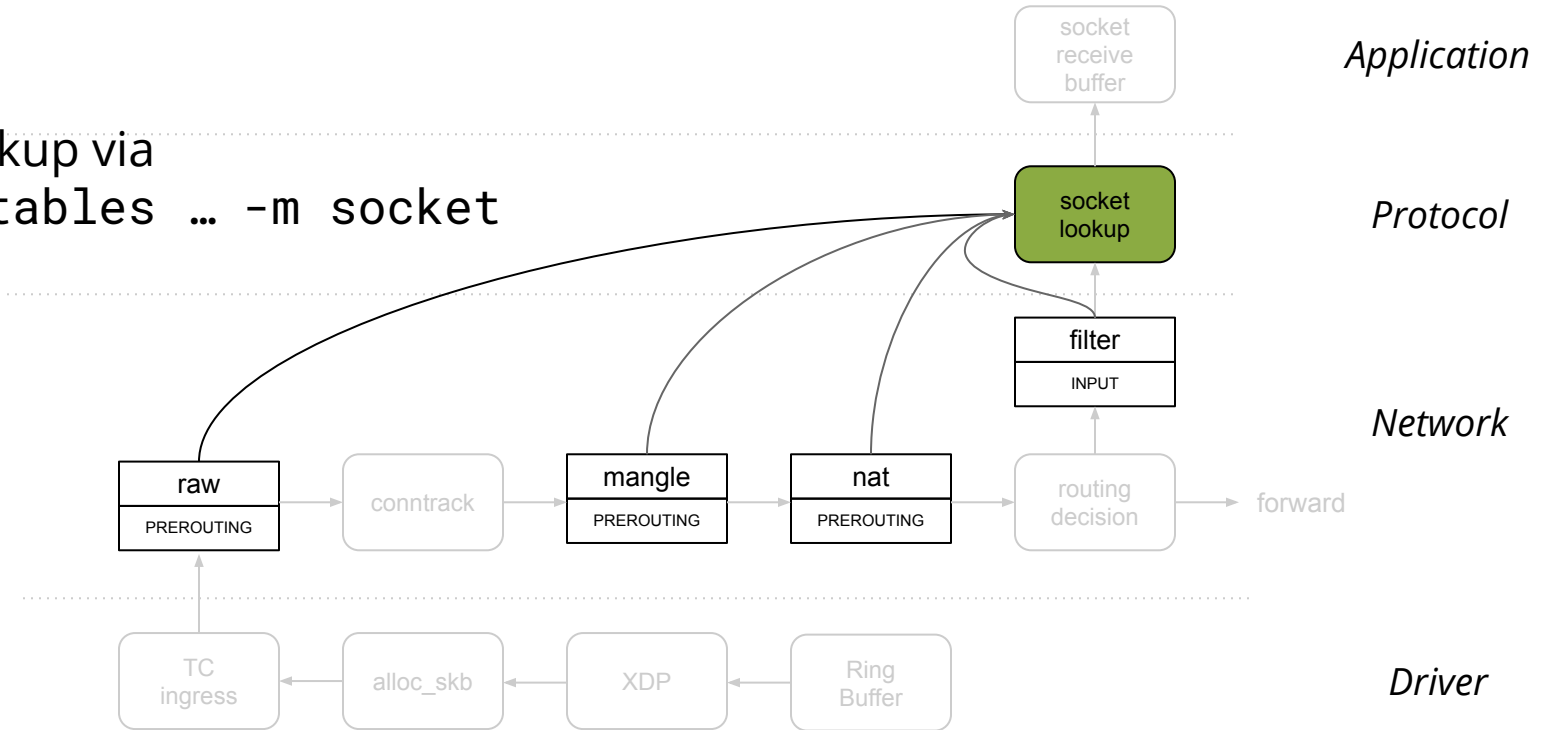 socket
receive
buffer
Application
kup via
tables … -m socket
socket
lookup
Protocol
filter
INPUT
Network
raw
PREROUTING
conntrack
mangle
PREROUTING
nat
PREROUTING
routing
decision
forward
TC
ingress
alloc_skb
XDP
Ring
Buffer
Driver